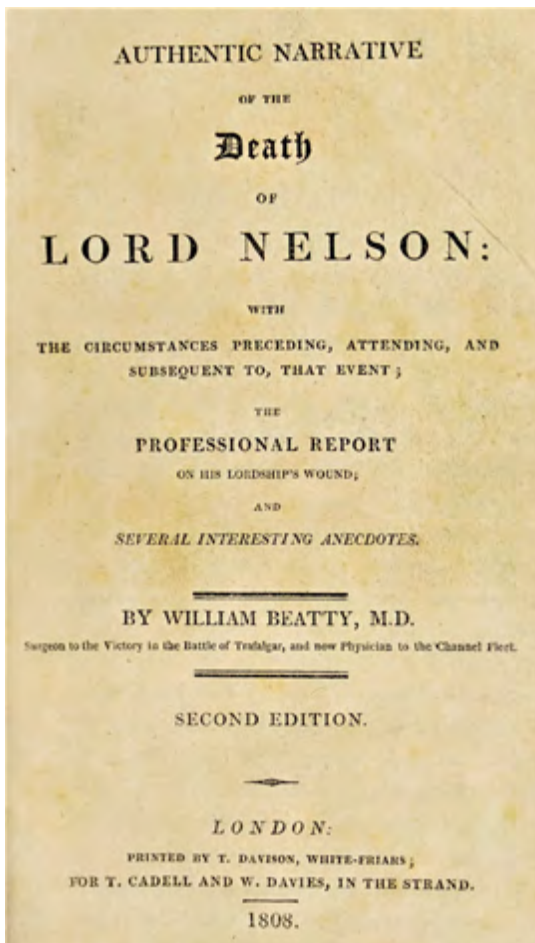 AUTHENTIC NARRATIVE
OF THE
Death
OF
LORD NELSON:
WITH
THE CIRCUMSTANCES PRECEDING, ATTENDING, AND
SUBSEQUENT TO, THAT EVENT;
THE
PROFESSIONAL REPORT
ON HIS LORDSHIP'S WOUND;
AND
SEVERAL INTERESTING ANECDOTES.
BY WILLIAM BEATTY, M.D.
Surgeon to the Victory in the Battle of Trafalgar, and now Physician to the Channel Fleet.
SECOND EDITION.
LONDON:
PRINTED BY T. DAVISON, WHITE-FRIARS;
FOR T. CADELL AND W. DAVIES, IN THE STRAND.
1808.